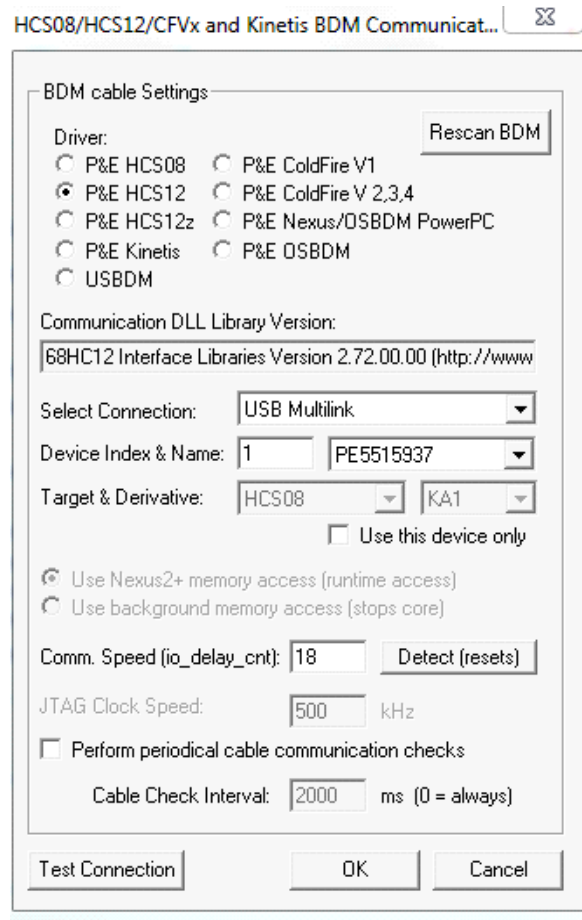 HCS08/HCS12/CFVx and Kinetis BDM Communicat...
BDM cable Settings
Rescan BDM
Driver:
P&E HCS08 P&E ColdFire V1
P&E HCS12 P&E ColdFire V 2,3,4
P&E HCS12z P&E Nexus/OSBDM PowerPC
P&E Kinetis P&E OSBDM
USBDM
Communication DLL Library Version:
68HC12 Interface Libraries Version 2.72.00.00 (http://www
Select Connection: USB Multilink
Device Index & Name: 1 PE5515937
Target & Derivative: HCS08 KA1
Use this device only
Use Nexus2+ memory access (runtime access)
Use background memory access (stops core)
Comm. Speed (io_delay_cnt): 18 Detect (resets)
JTAG Clock Speed: 500 kHz
Perform periodical cable communication checks
Cable Check Interval: 2000 ms (0 = always)
Test Connection OK Cancel